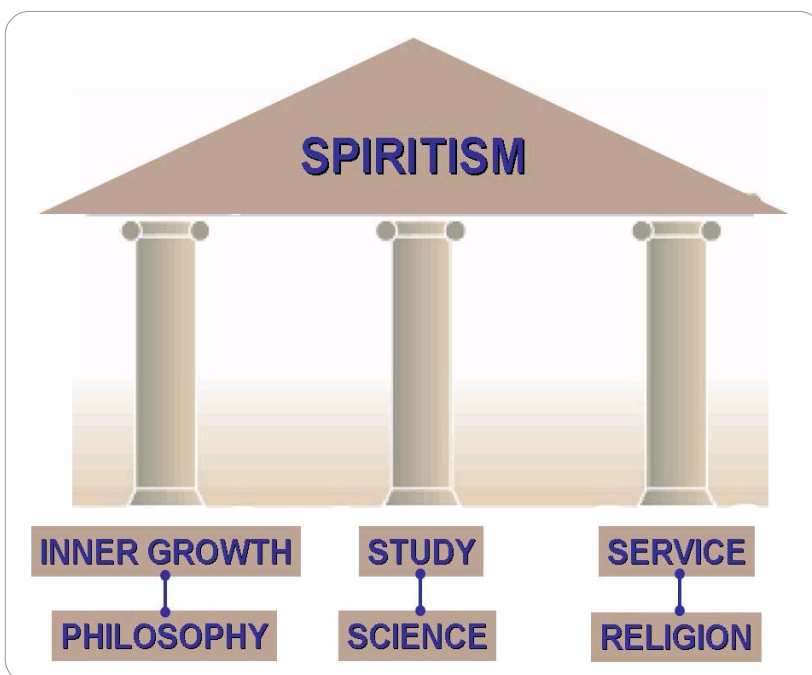 SPIRITISM
INNER GROWTH
STUDY
SERVICE
PHILOSOPHY
SCIENCE
RELIGION